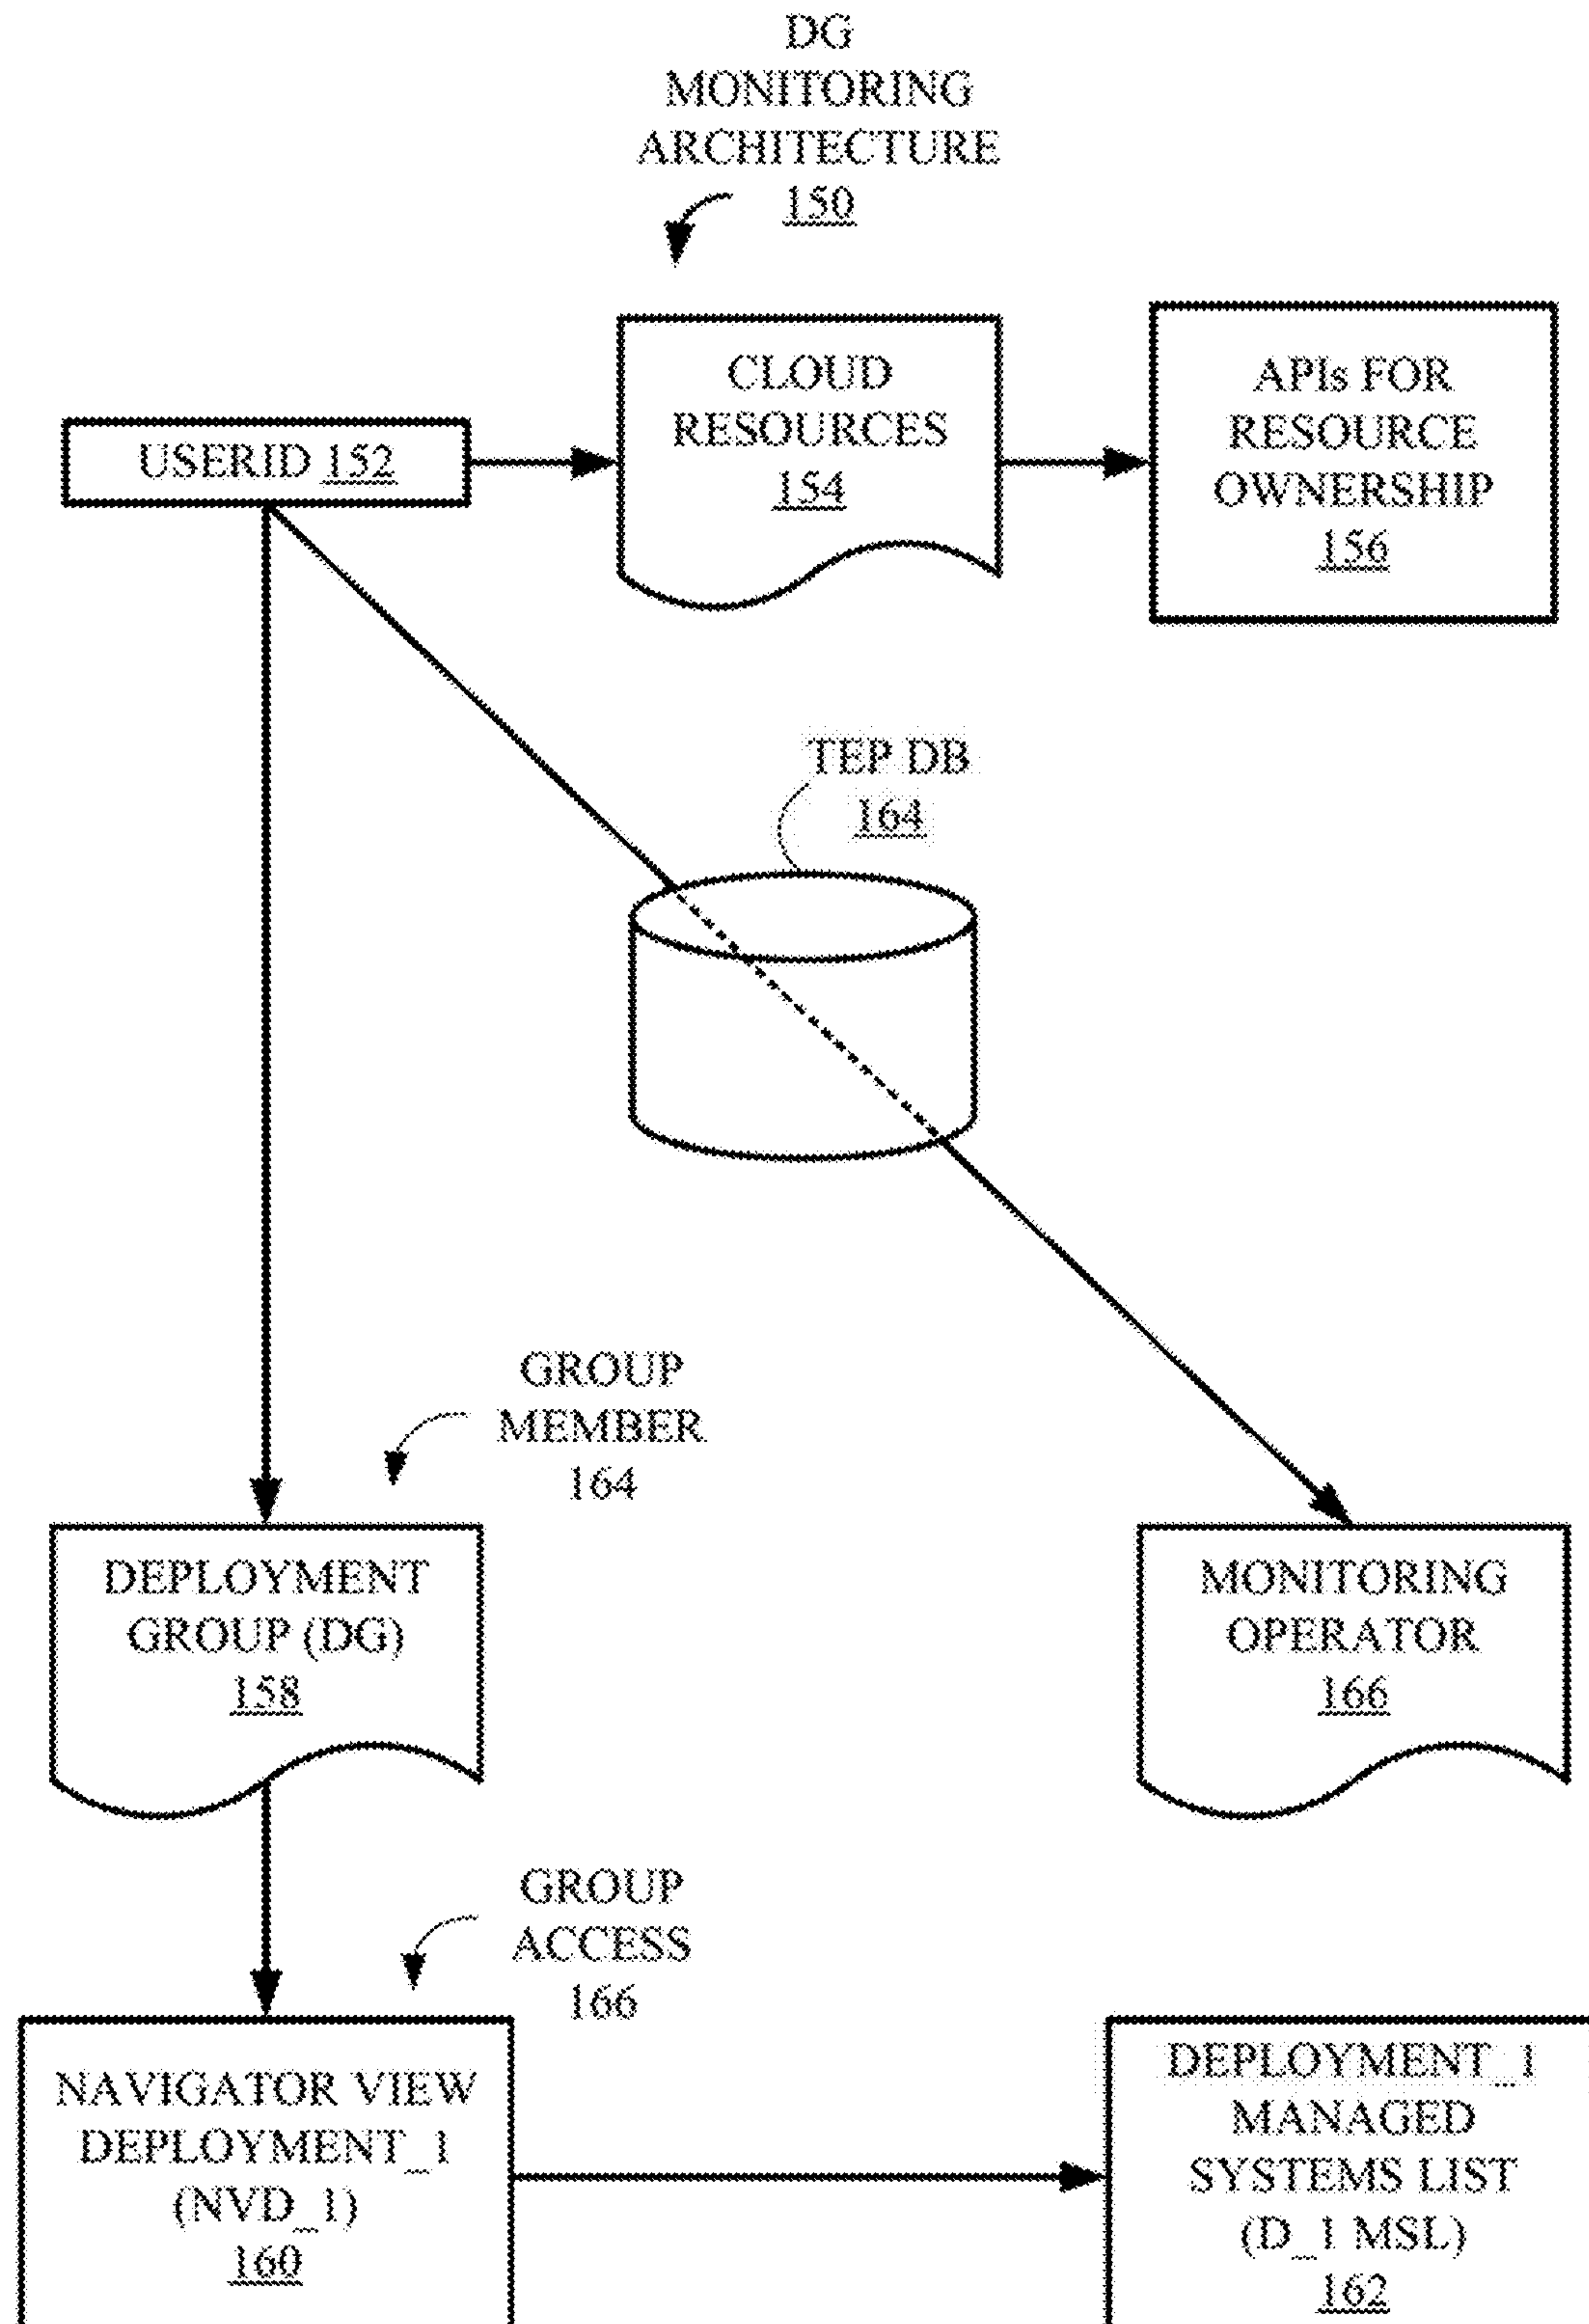 DG
MONITORING
ARCHITECTURE
150
USERID 152
CLOUD
RESOURCES
154
APIs FOR
RESOURCE
OWNERSHIP
156
TEP DB
164
GROUP
MEMBER
164
DEPLOYMENT
GROUP (DG)
158
MONITORING
OPERATOR
166
GROUP
ACCESS
166
NAVIGATOR VIEW
DEPLOYMENT_1
(NVD_1)
160
DEPLOYMENT_1
MANAGED
SYSTEMS LIST
(D_1 MSL)
162